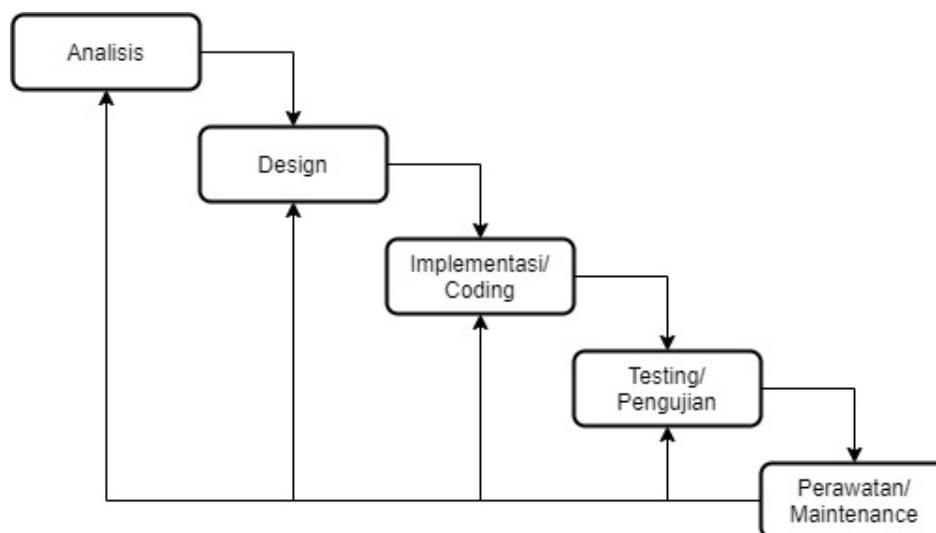 Analisis
Design
Implementasi/
Coding
Testing/
Pengujian
Perawatan/
Maintenance